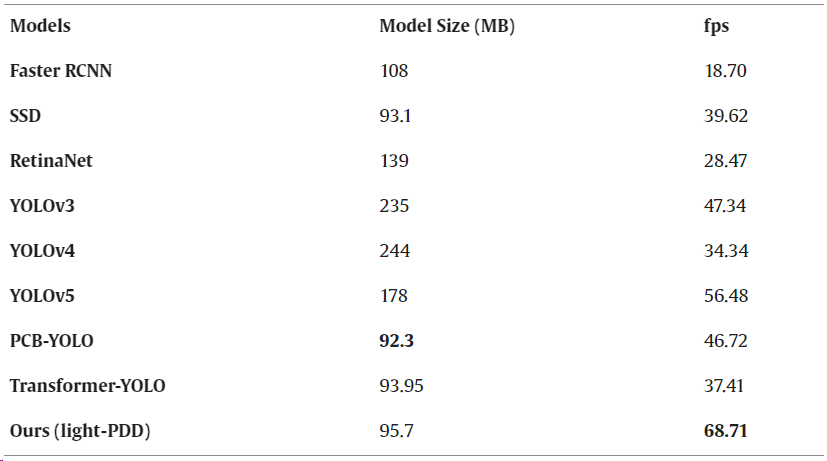 Models Model Size (MB) fps
Faster RCNN 108 18.70
SSD 93.1 39.62
RetinaNet 139 28.47
YOLOv3 235 47.34
YOLOv4 244 34.34
YOLOv5 178 56.48
PCB-YOLO 92.3 46.72
Transformer-YOLO 93.95 37.41
Ours (light-PDD) 95.7 68.71